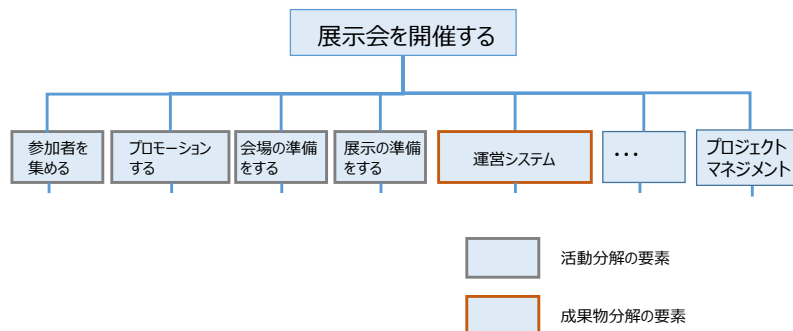 展示会を開催する
参加者を
集める
プロモーション
する
会場の準備
をする
展示の準備
をする
運営システム
・・・
プロジェクト
マネジメント
活動分解の要素
成果物分解の要素